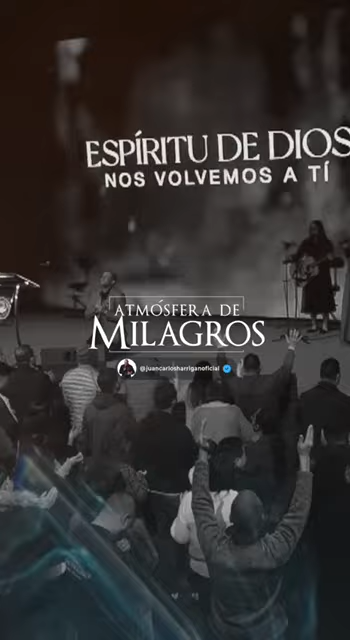 ESPÍRITU DE DIOS
NOS VOLVEMOS A TÍ
ATMÓSFERA DE
MILAGROS
@juancarlosharriganoficial